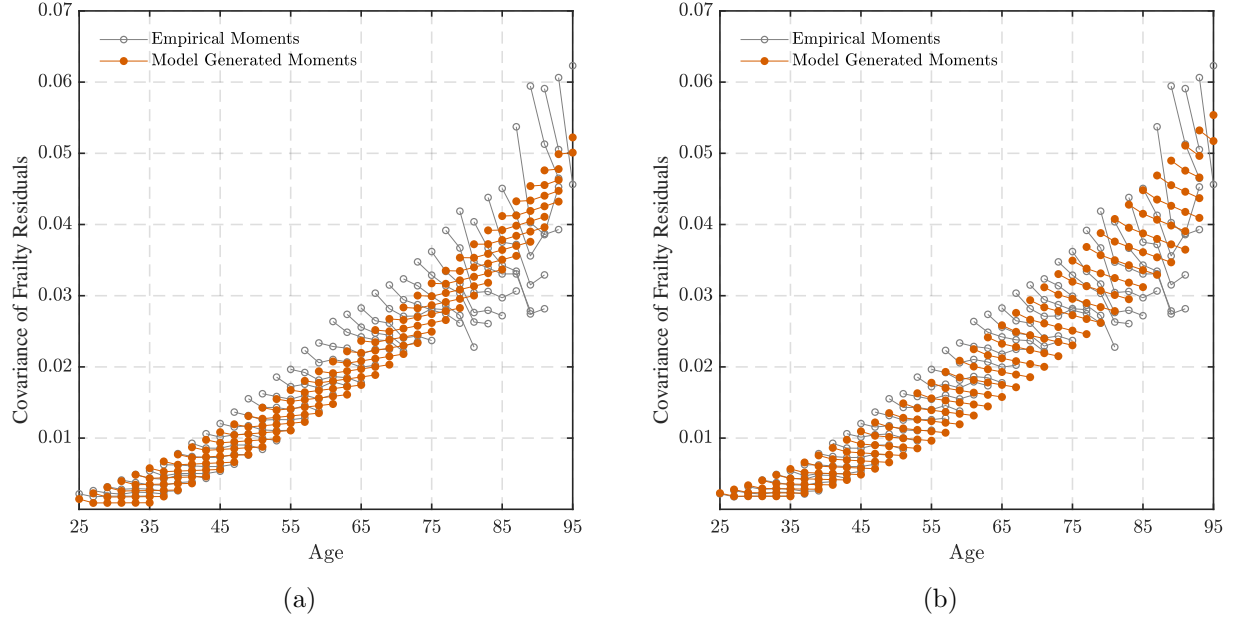 0.07
0.06
0.05
0.04
0.03
0.02
0.01
Covariance of Frailty Residuals
Empirical Moments
Model Generated Moments
25 35 45 55 65 75 85 95
Age
(a)
0.07
0.06
0.05
0.04
0.03
0.02
0.01
Covariance of Frailty Residuals
Empirical Moments
Model Generated Moments
25 35 45 55 65 75 85 95
Age
(b)